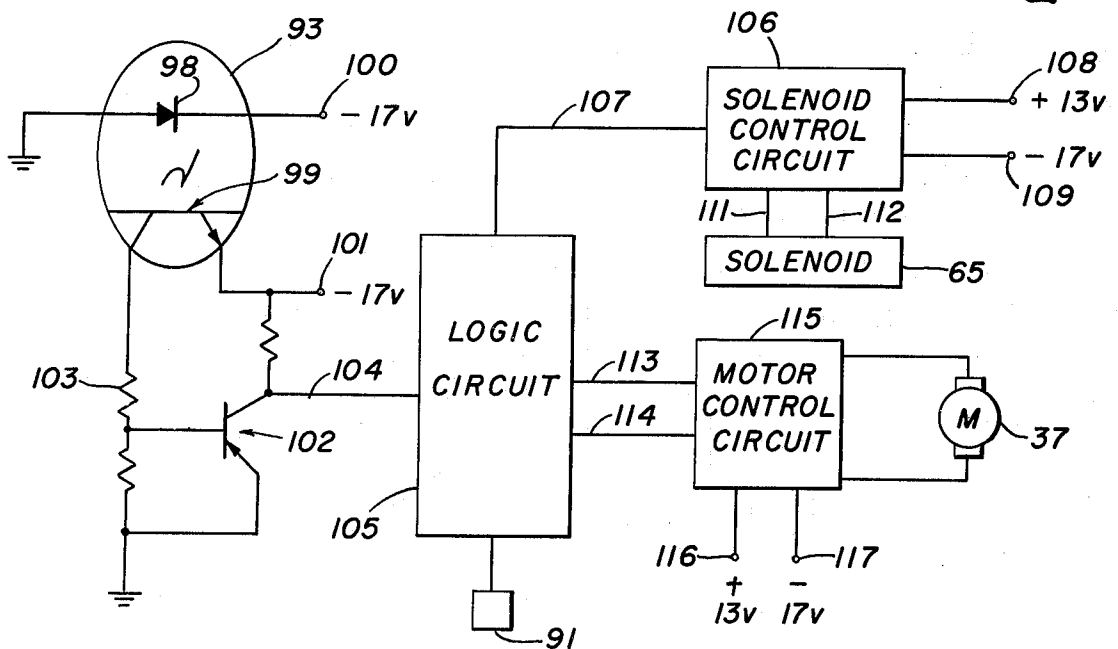 93
98
100
- 17v
99
101
- 17v
103
104
102
105
LOGIC
CIRCUIT
91
106
107
SOLENOID
CONTROL
CIRCUIT
108
+ 13v
- 17v
109
111
112
SOLENOID
65
113
114
115
MOTOR
CONTROL
CIRCUIT
M
37
116
117
+ -
13v 17v